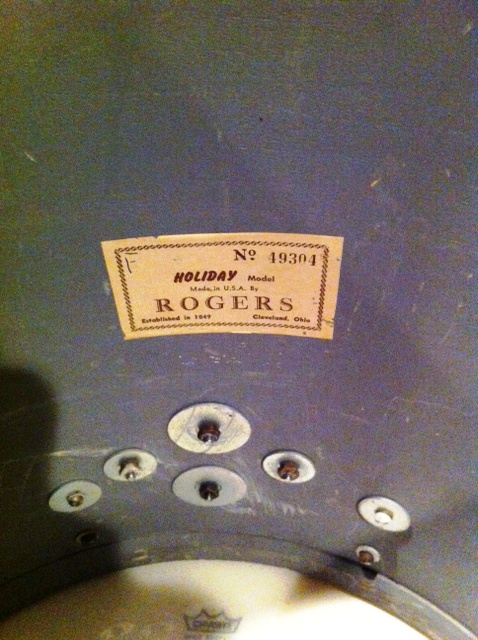 Nº 49304
F
HOLIDAY Model
Made in U.S.A. By
ROGERS
Established in 1849 Cleveland, Ohio